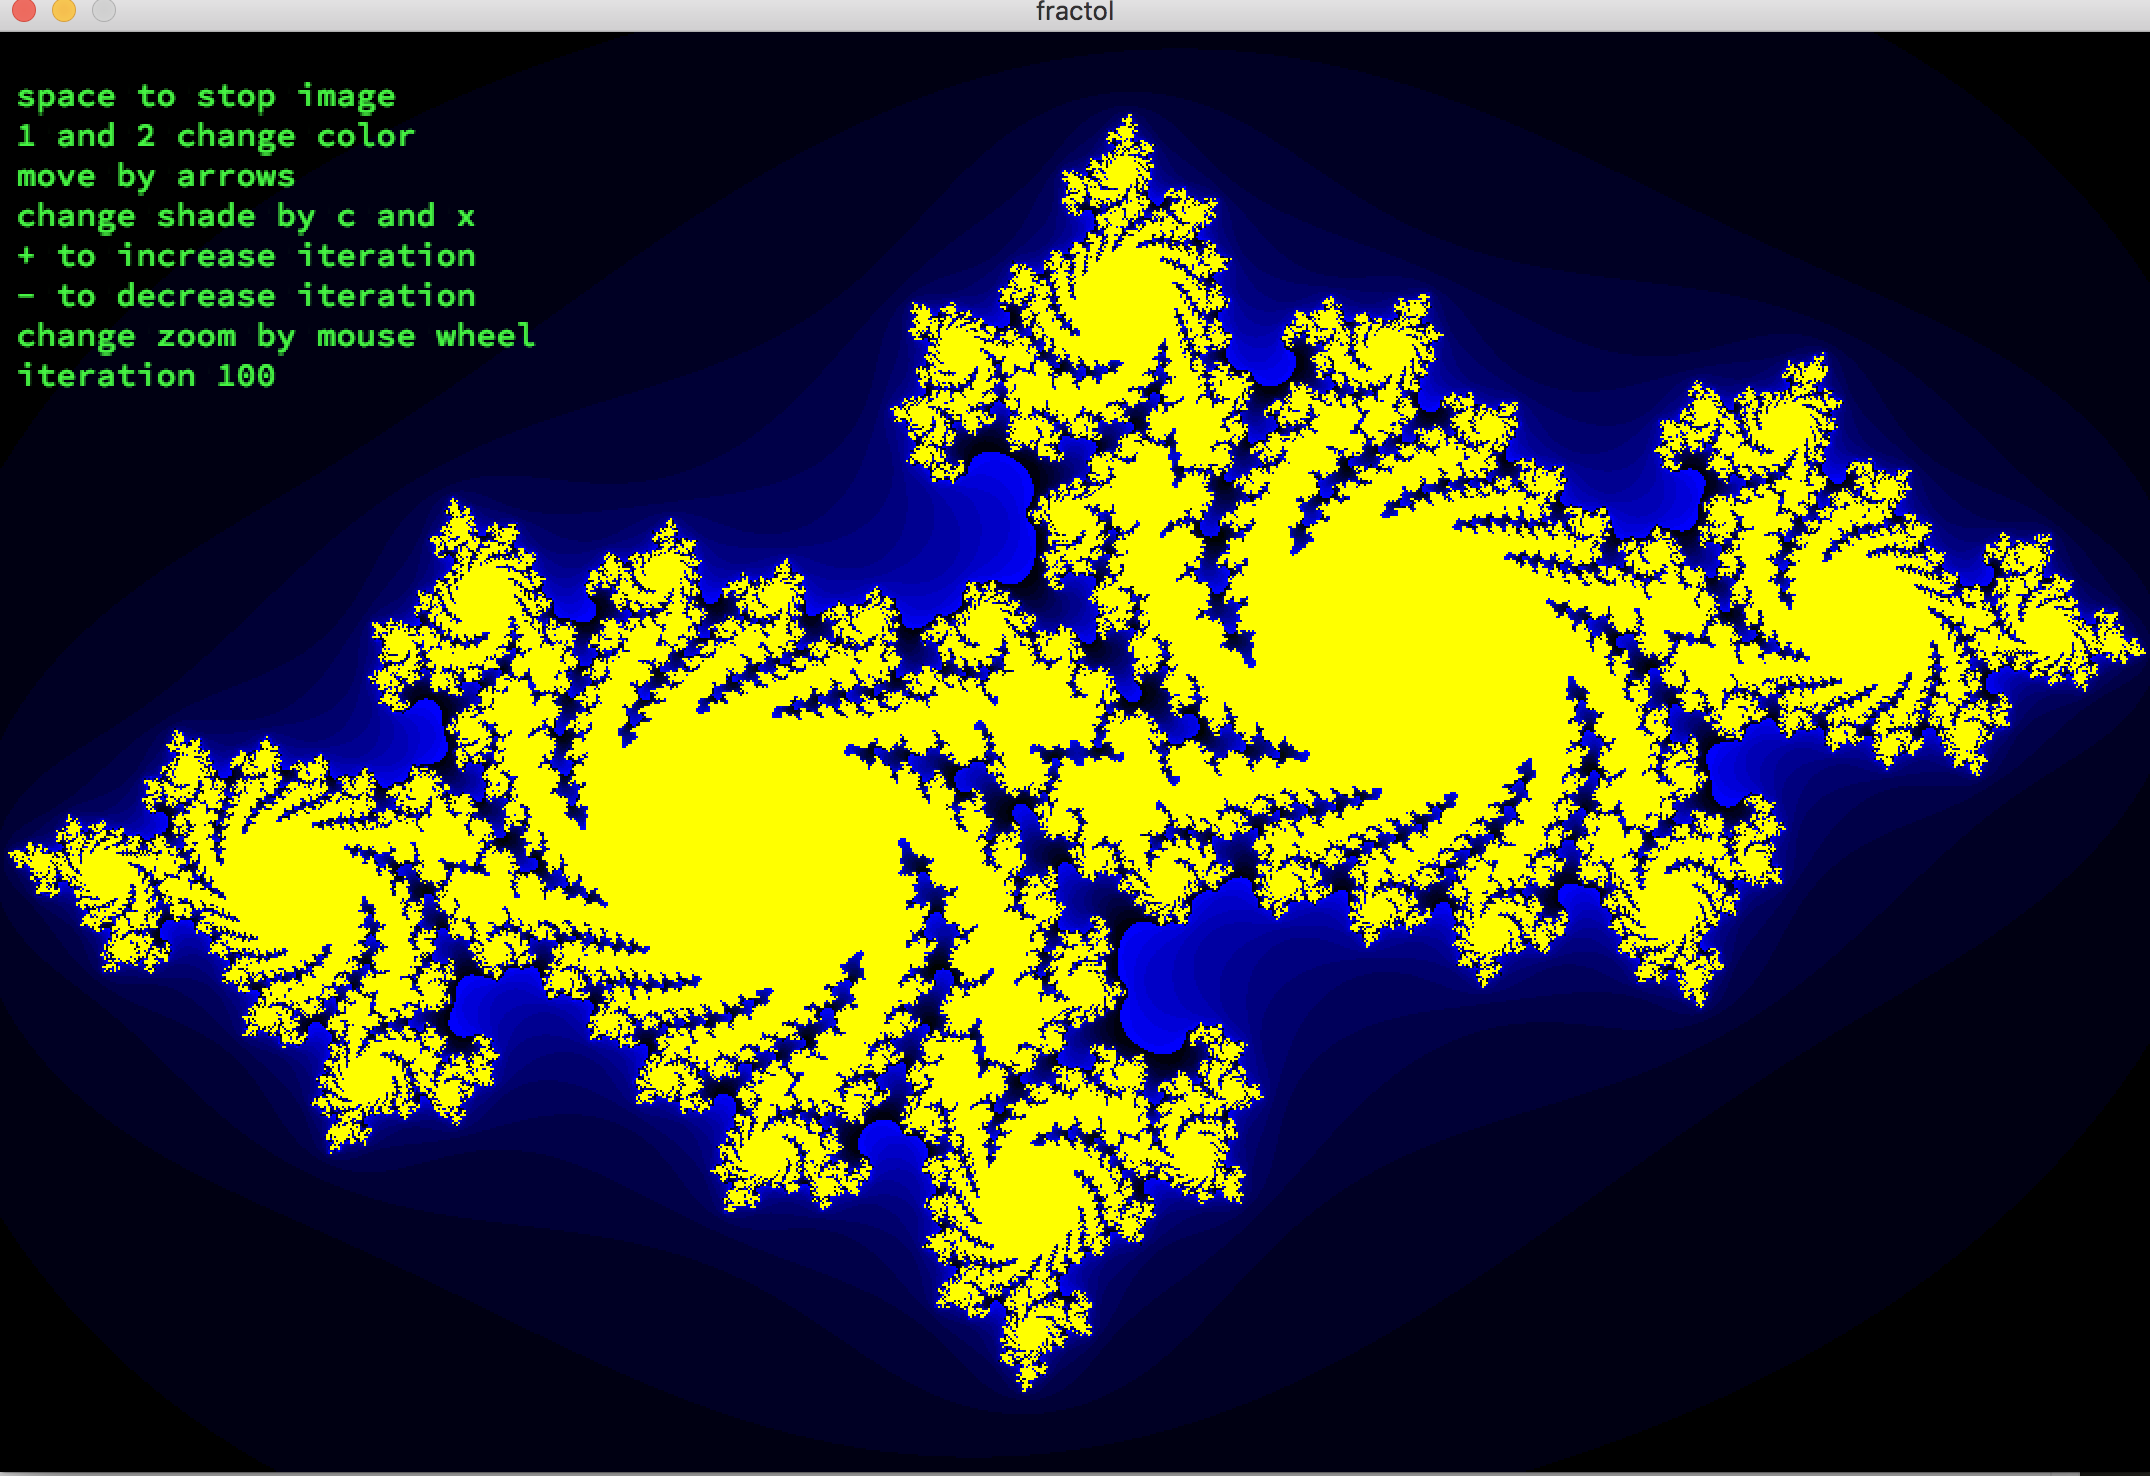 fractol
space to stop image
1 and 2 change color
move by arrows
change shade by c and x
+ to increase iteration
- to decrease iteration
change zoom by mouse wheel
iteration 100